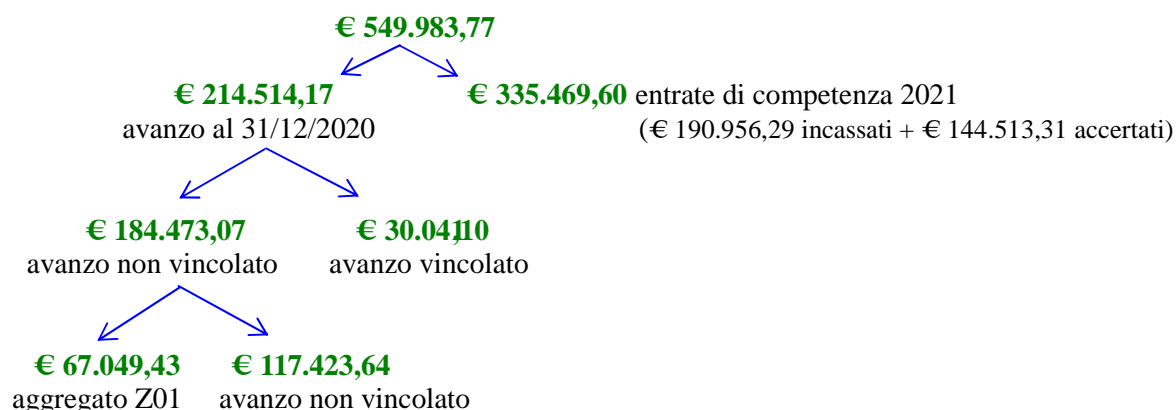 € 549.983,77
€ 214.514,17 € 335.469,60 entrate di competenza 2021
avanzo al 31/12/2020 (€ 190.956,29 incassati + € 144.513,31 accertati)
€ 184.473,07 € 30.041,10
avanzo non vincolato avanzo vincolato
€ 67.049,43 € 117.423,64
aggregato Z01 avanzo non vincolato